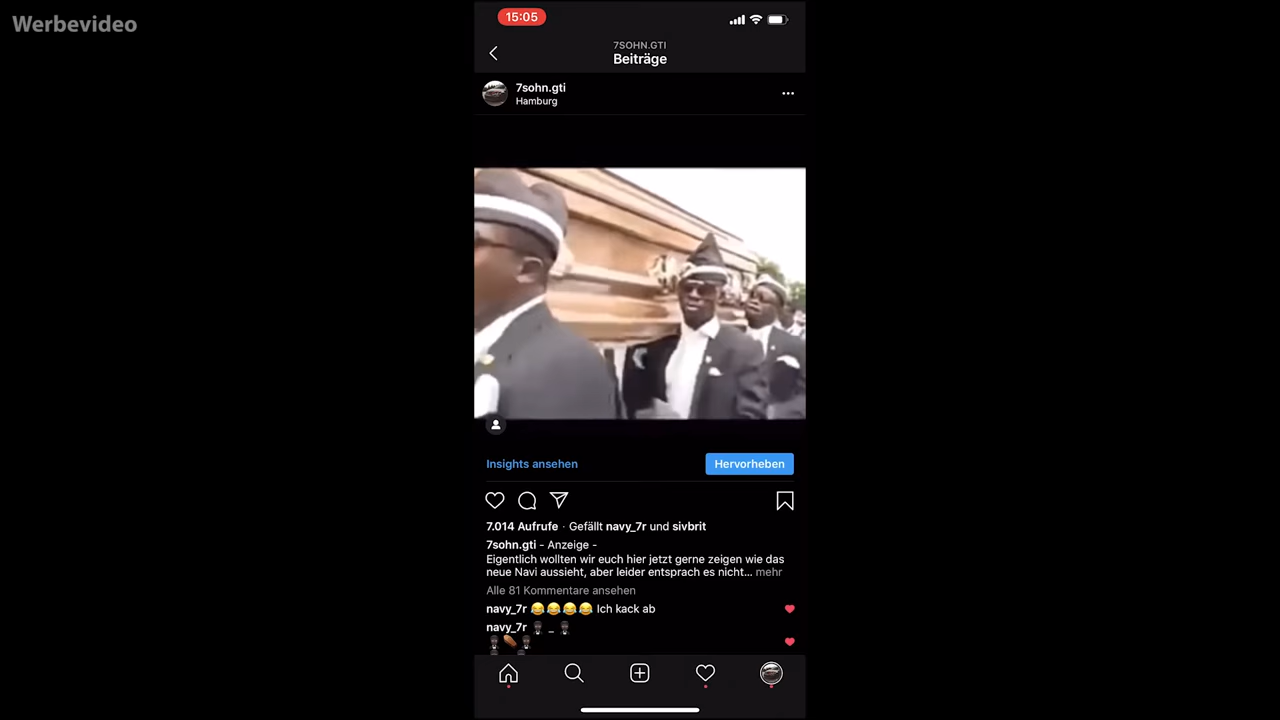 Werbevideo
15:05
7SOHN.GTI
Beiträge
7sohn.gti
Hamburg
Insights ansehen
Hervorheben
7.014 Aufrufe · Gefällt navy_7r und sivbrit
7sohn.gti - Anzeige -
Eigentlich wollten wir euch hier jetzt gerne zeigen wie das
neue Navi aussieht, aber leider entsprach es nicht... mehr
Alle 81 Kommentare ansehen
navy_7r 😂😂😂😂 Ich kack ab
navy_7r _